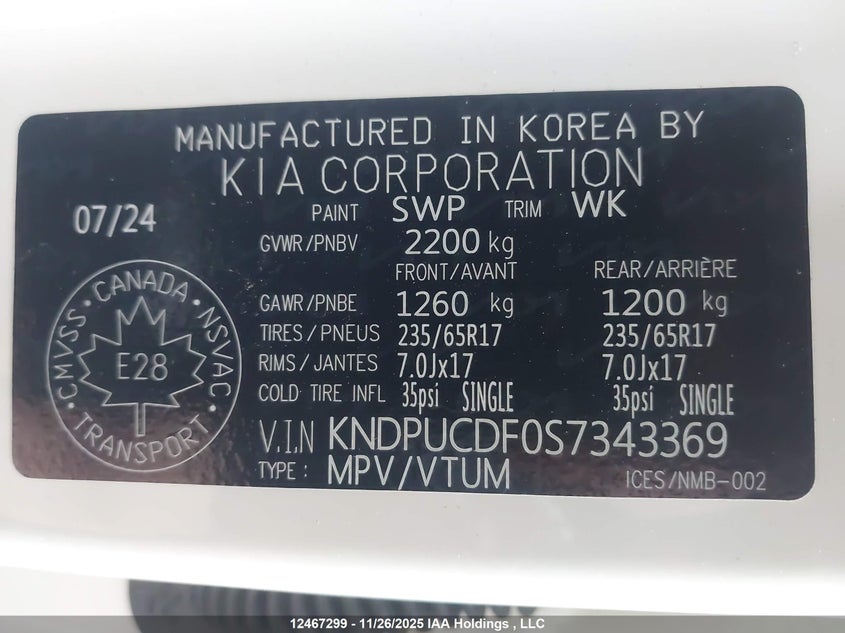 MANUFACTURED IN KOREA BY
KIA CORPORATION
07/24
PAINT SWP TRIM WK
GVWR/PNBV 2200 kg
FRONT/AVANT REAR/ARRIÈRE
GAWR/PNBE 1260 kg 1200 kg
TIRES/PNEUS 235/65R17 235/65R17
RIMS/JANTES 7.0Jx17 7.0Jx17
COLD TIRE INFL 35psi SINGLE 35psi SINGLE
V.I.N KNDPUCDF0S7343369
TYPE: MPV/VTUM
ICES/NMB-002
CMVSS · CANADA · NSVAC · TRANSPORT ·
E28
12467299 - 11/26/2025 IAA Holdings , LLC